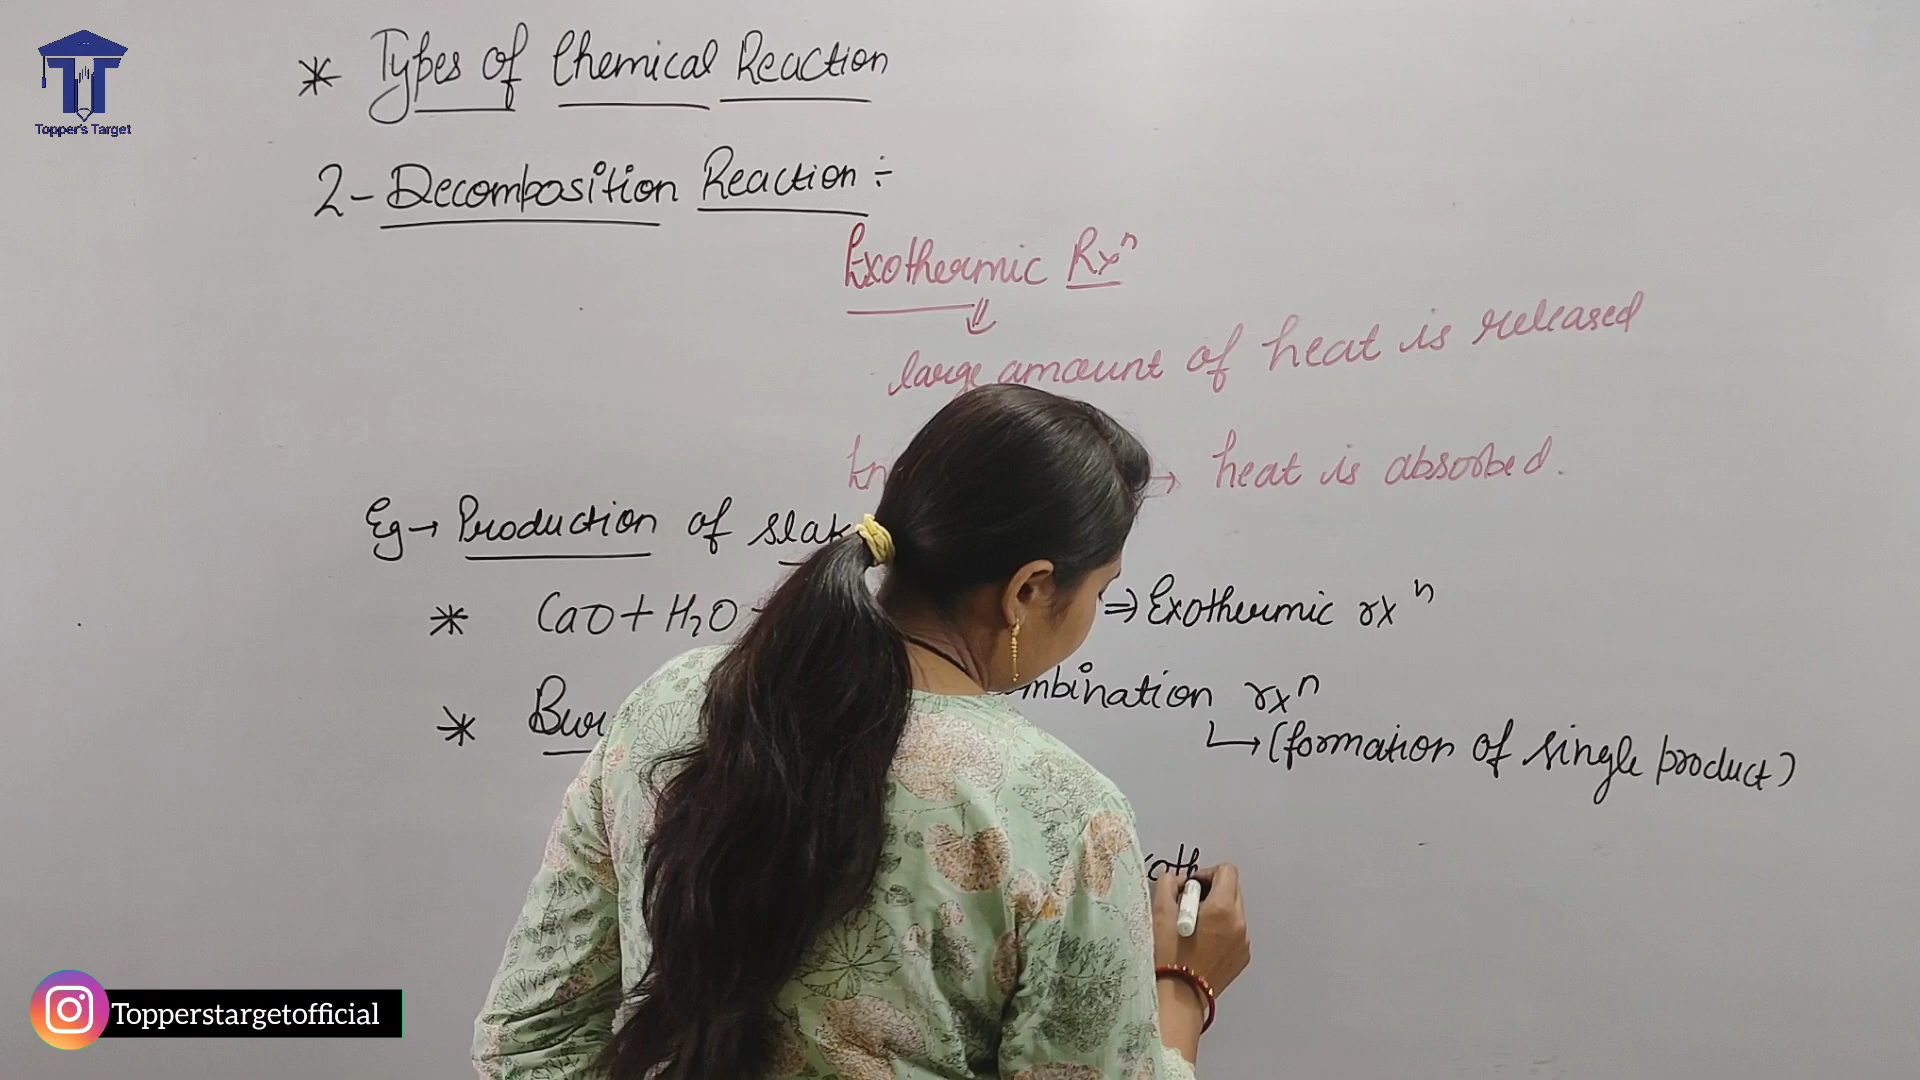 Topper's Target
* Types of Chemical Reaction
2- Decomposition Reaction ÷
Exothermic Rxⁿ
⇓
large amount of heat is released
→ heat is absorbed.
Eg → Production of slak
* CaO + H₂O ⇒ Exothermic rxⁿ
* Bur mbination rxⁿ
↳ (formation of single product)
oth
Topperstargetofficial